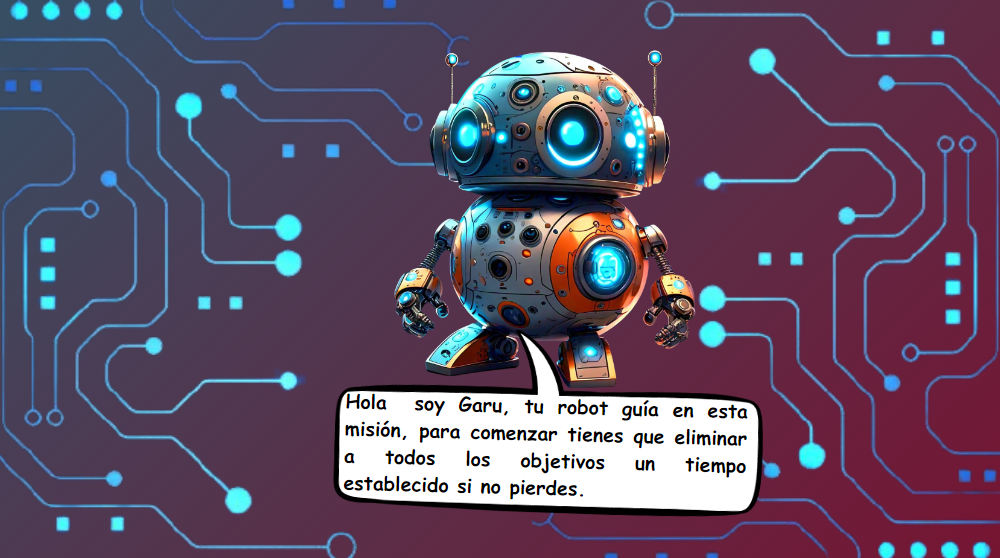 Hola soy Garu, tu robot guía en esta
misión, para comenzar tienes que eliminar
a todos los objetivos un tiempo
establecido si no pierdes.